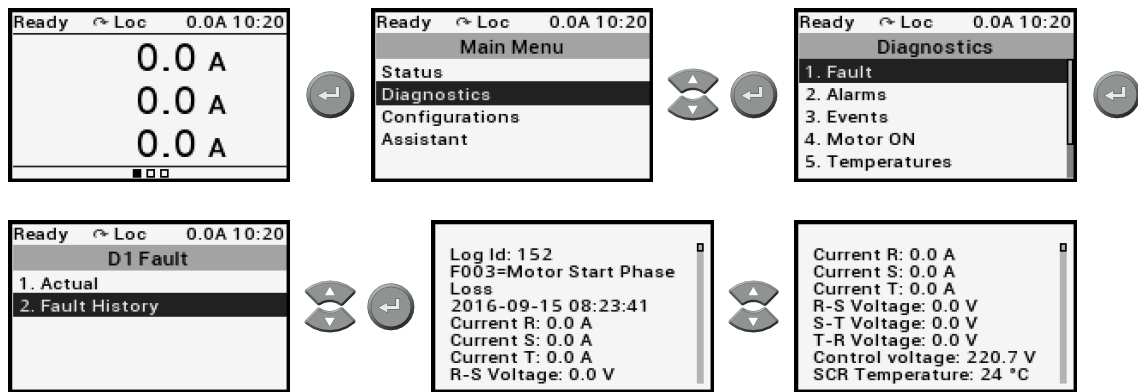 Ready Loc 0.0A 10:20
0.0 A
0.0 A
0.0 A
Ready Loc 0.0A 10:20
Main Menu
Status
Diagnostics
Configurations
Assistant
Ready Loc 0.0A 10:20
Diagnostics
1. Fault
2. Alarms
3. Events
4. Motor ON
5. Temperatures
Ready Loc 0.0A 10:20
D1 Fault
1. Actual
2. Fault History
Log Id: 152
F003=Motor Start Phase
Loss
2016-09-15 08:23:41
Current R: 0.0 A
Current S: 0.0 A
Current T: 0.0 A
R-S Voltage: 0.0 V
Current R: 0.0 A
Current S: 0.0 A
Current T: 0.0 A
R-S Voltage: 0.0 V
S-T Voltage: 0.0 V
T-R Voltage: 0.0 V
Control voltage: 220.7 V
SCR Temperature: 24 °C